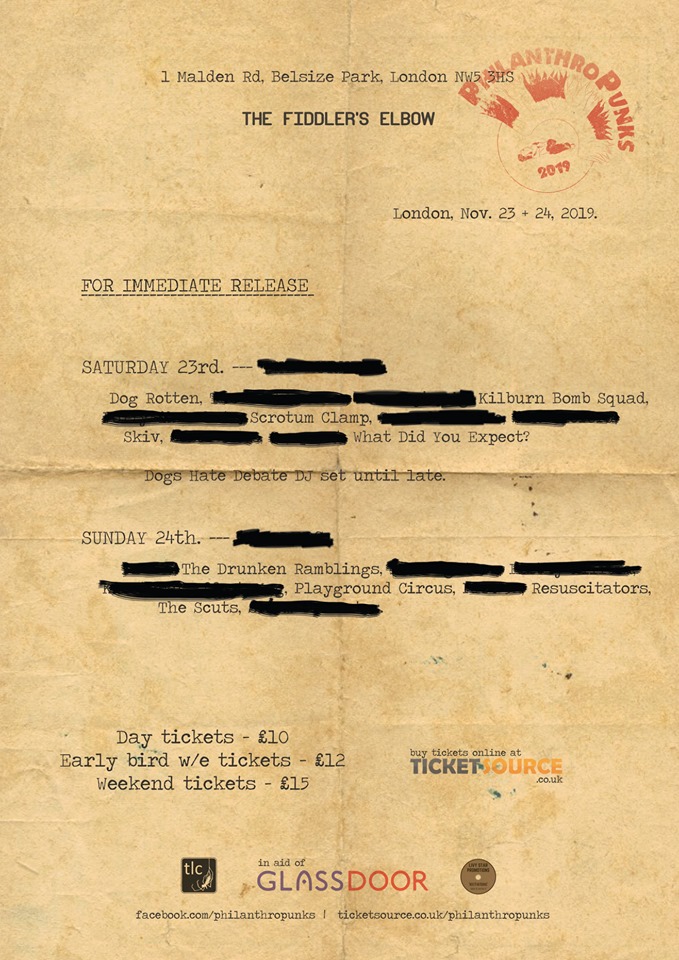 1 Malden Rd, Belsize Park, London NW5 3HS
PHILANTHROPUNKS
2019
THE FIDDLER'S ELBOW
London, Nov. 23 + 24, 2019.
FOR IMMEDIATE RELEASE
SATURDAY 23rd. ---
Dog Rotten, Kilburn Bomb Squad,
Scrotum Clamp,
Skiv, What Did You Expect?
Dogs Hate Debate DJ set until late.
SUNDAY 24th. ---
The Drunken Ramblings,
Playground Circus, Resuscitators,
The Scuts,
Day tickets - £10
Early bird w/e tickets - £12
Weekend tickets - £15
buy tickets online at
TICKETSOURCE
.co.uk
tlc
in aid of
GLASSDOOR
PROMOTIONS
facebook.com/philanthropunks | ticketsource.co.uk/philanthropunks